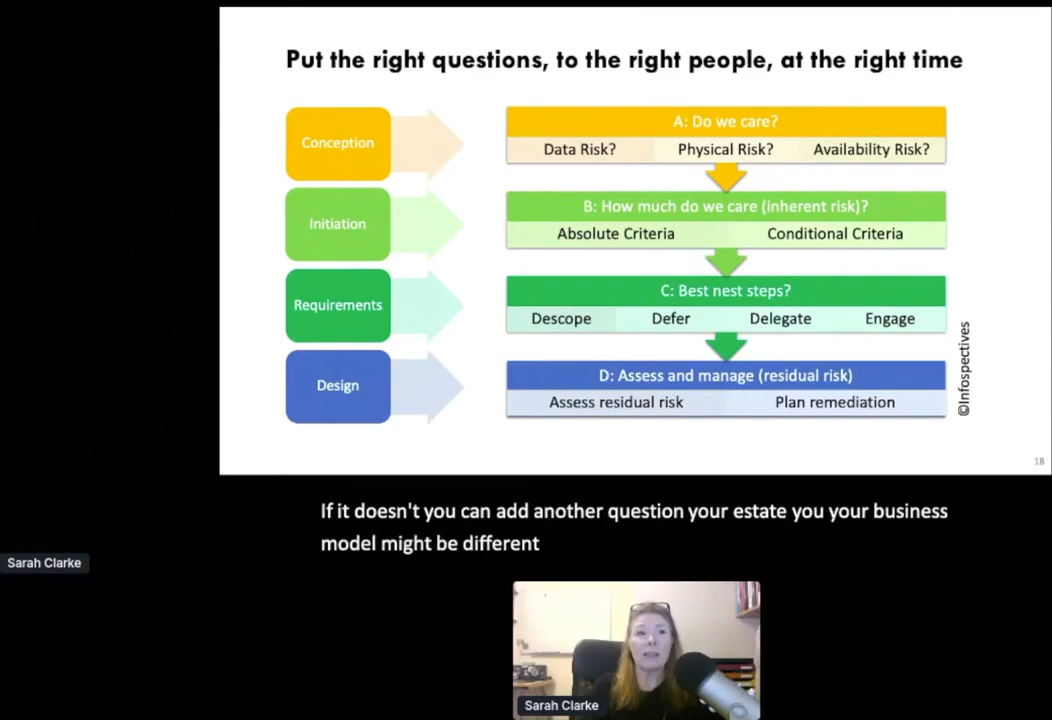 Put the right questions, to the right people, at the right time
Conception
A: Do we care?
Data Risk?
Physical Risk?
Availability Risk?
Initiation
B: How much do we care (inherent risk)?
Absolute Criteria
Conditional Criteria
Requirements
C: Best nest steps?
Descope
Defer
Delegate
Engage
Design
D: Assess and manage (residual risk)
Assess residual risk
Plan remediation
©Infospectives
18
If it doesn't you can add another question your estate you your business
model might be different
Sarah Clarke
Sarah Clarke